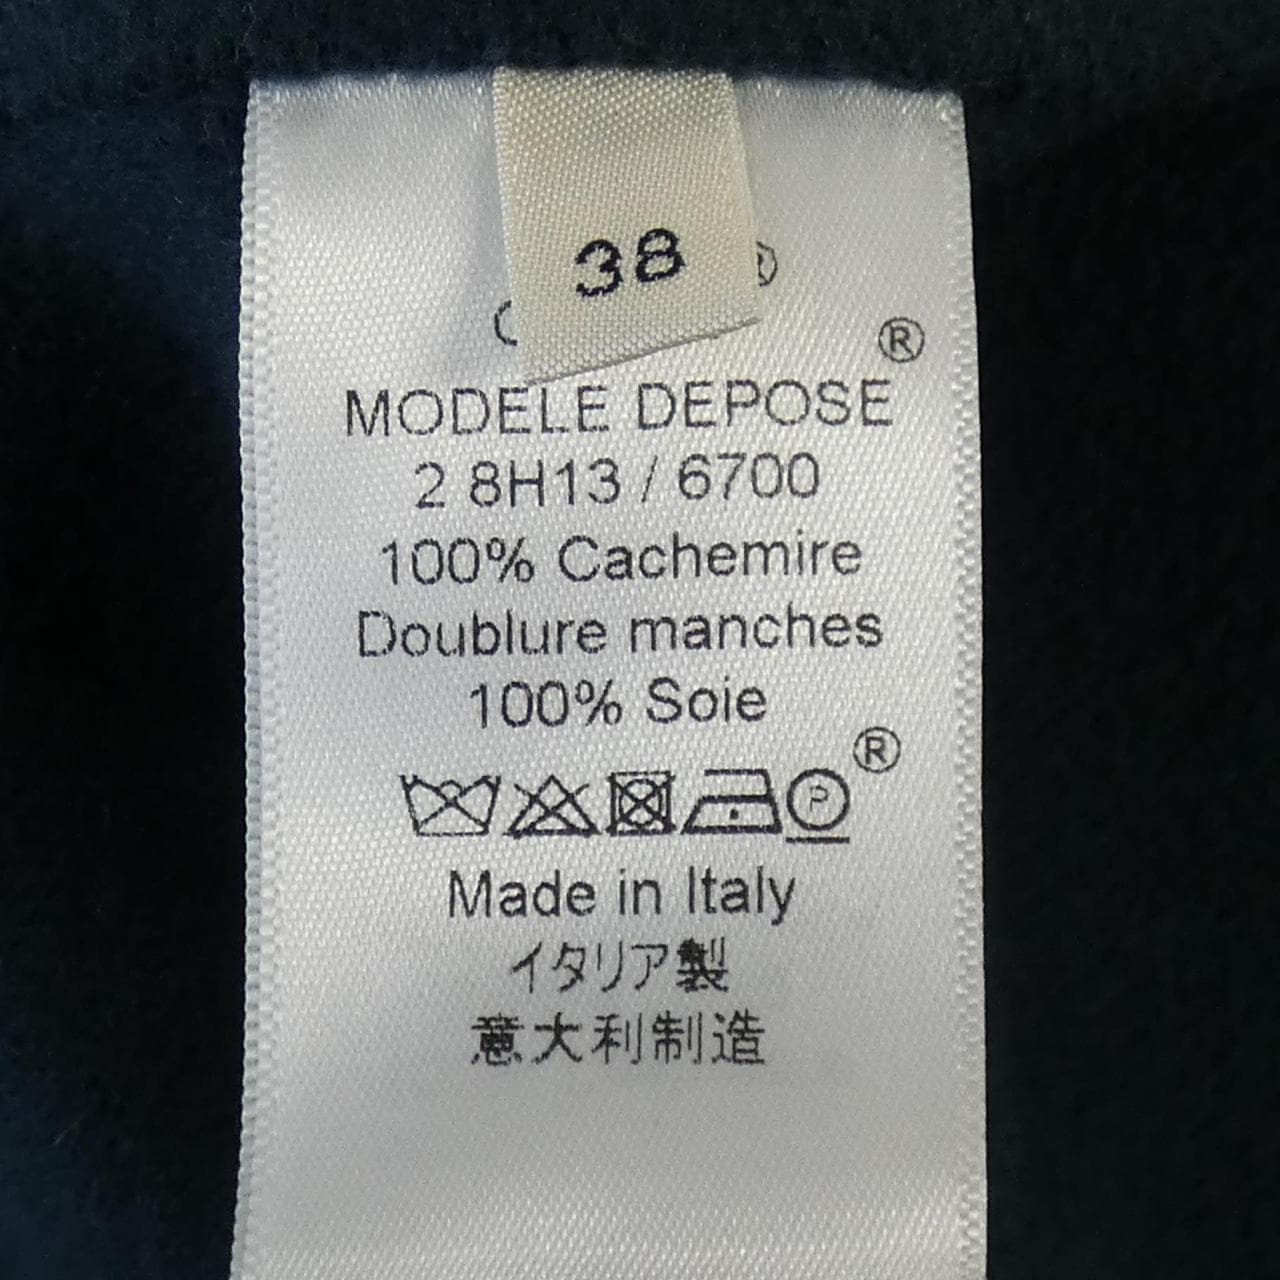 38
®
MODELE DEPOSE
2 8H13 / 6700
100% Cachemire
Doublure manches
100% Soie
®
P
Made in Italy
イタリア製
意大利制造